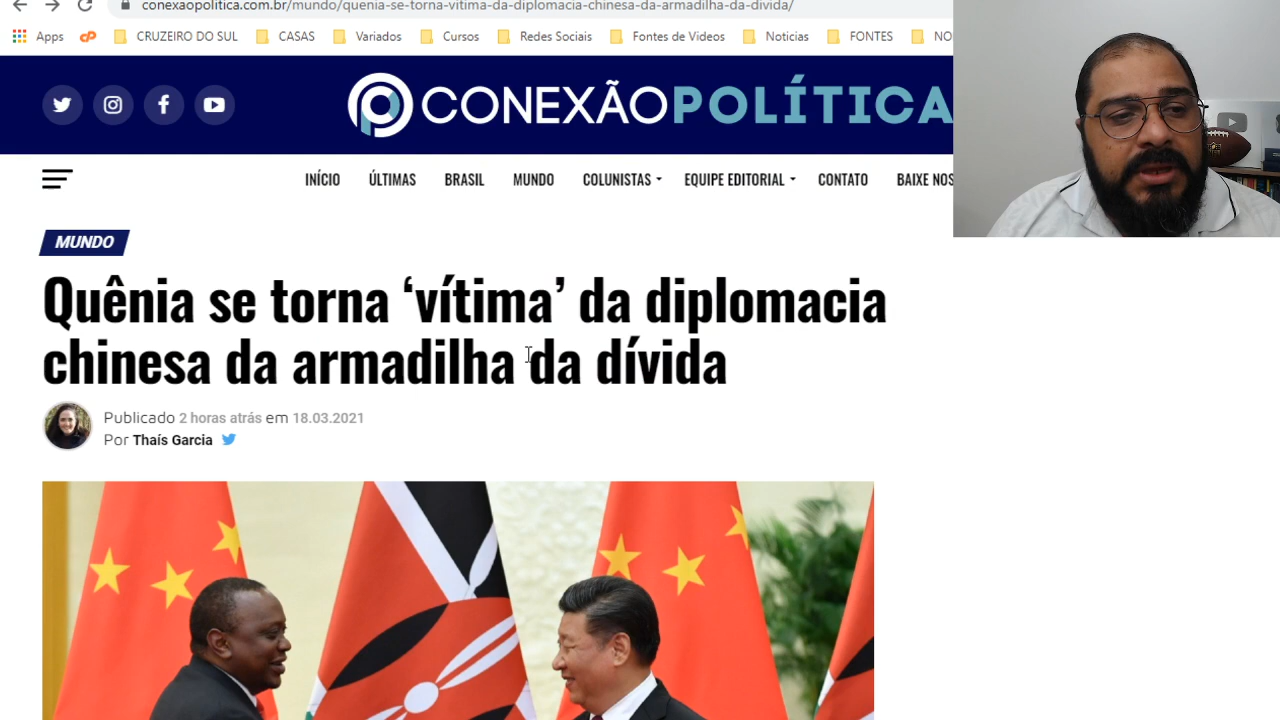 conexaopolitica.com.br/mundo/quenia-se-torna-vitima-da-diplomacia-chinesa-da-armadilha-da-divida/
Apps CRUZEIRO DO SUL CASAS Variados Cursos Redes Sociais Fontes de Videos Noticias FONTES NO
CONEXÃOPOLÍTICA
INÍCIO ÚLTIMAS BRASIL MUNDO COLUNISTAS EQUIPE EDITORIAL CONTATO BAIXE NOS
MUNDO
Quênia se torna ‘vítima’ da diplomacia
chinesa da armadilha da dívida
Publicado 2 horas atrás em 18.03.2021
Por Thaís Garcia